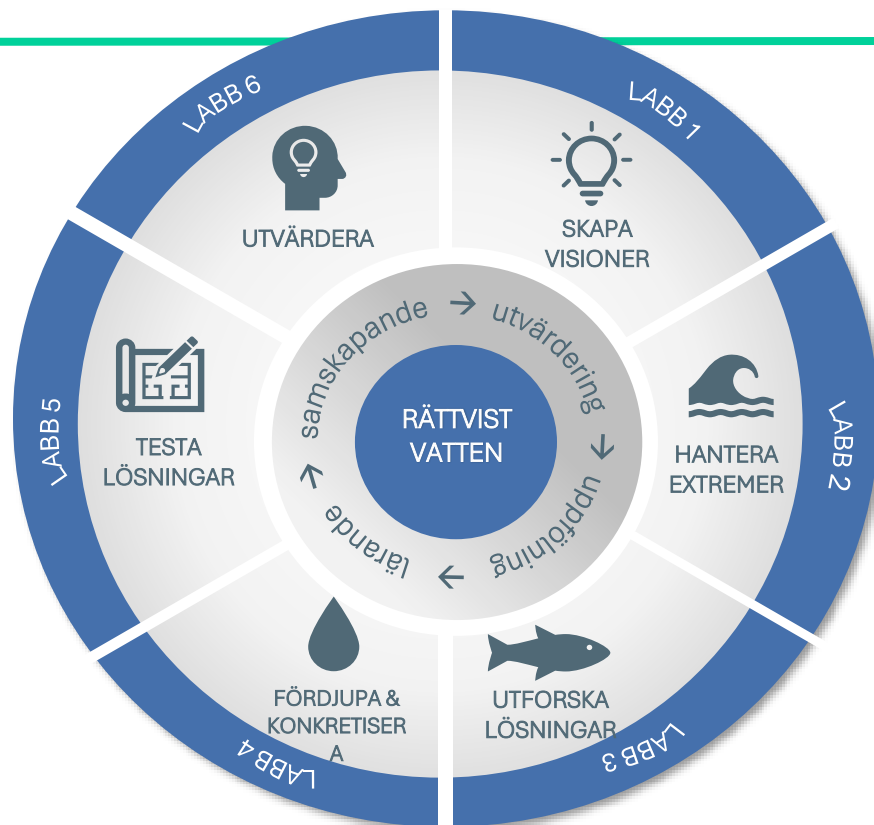 LABB 1
SKAPA
VISIONER
LABB 2
HANTERA
EXTREMER
LABB 3
UTFORSKA
LÖSNINGAR
LABB 4
FÖRDJUPA &
KONKRETISER
A
LABB 5
TESTA
LÖSNINGAR
LABB 6
UTVÄRDERA
samskapande → utvärdering → uppfölning → lärande →
RÄTTVIST
VATTEN